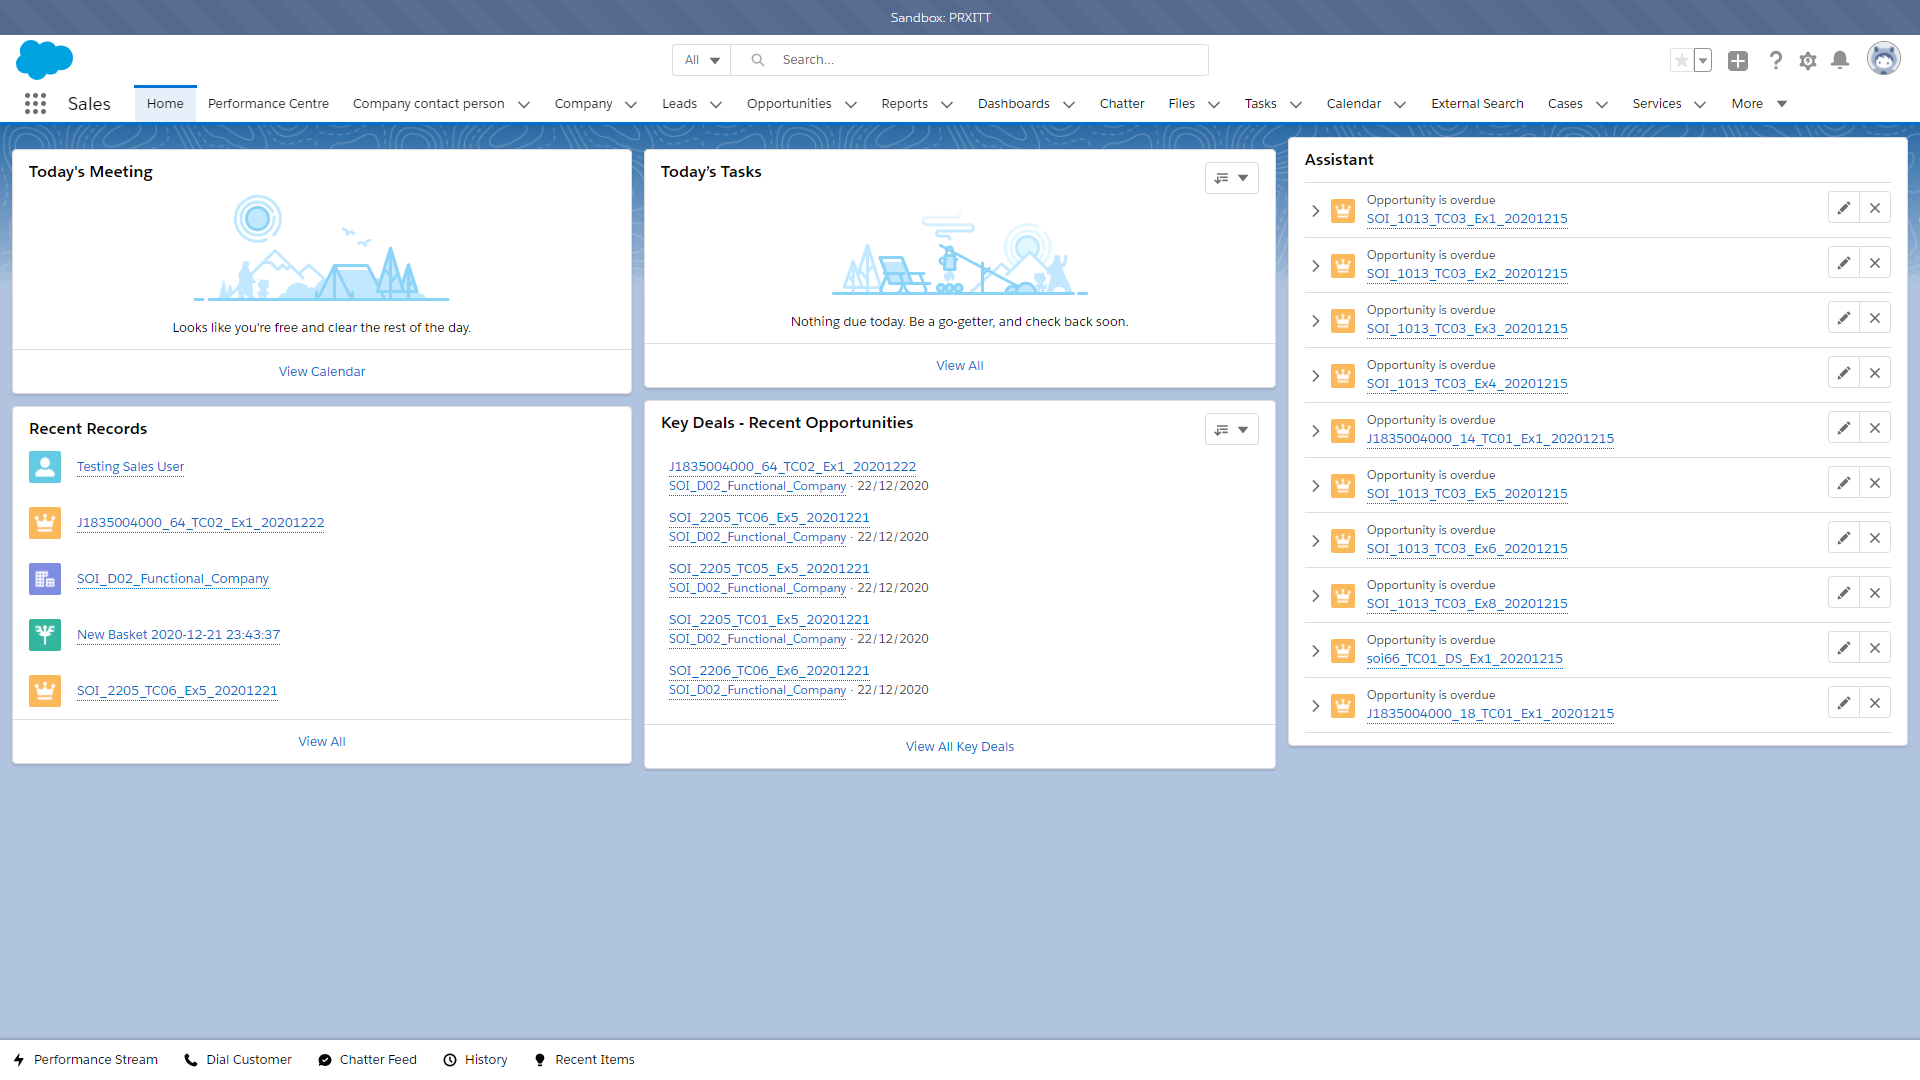 Sandbox: PRXITT
All
Search...
Sales
Home
Performance Centre
Company contact person
Company
Leads
Opportunities
Reports
Dashboards
Chatter
Files
Tasks
Calendar
External Search
Cases
Services
More
Today's Meeting
Looks like you're free and clear the rest of the day.
View Calendar
Recent Records
Testing Sales User
J1835004000_64_TC02_Ex1_20201222
SOI_D02_Functional_Company
New Basket 2020-12-21 23:43:37
SOI_2205_TC06_Ex5_20201221
View All
Today’s Tasks
Nothing due today. Be a go-getter, and check back soon.
View All
Key Deals - Recent Opportunities
J1835004000_64_TC02_Ex1_20201222
SOI_D02_Functional_Company · 22/12/2020
SOI_2205_TC06_Ex5_20201221
SOI_D02_Functional_Company · 22/12/2020
SOI_2205_TC05_Ex5_20201221
SOI_D02_Functional_Company · 22/12/2020
SOI_2205_TC01_Ex5_20201221
SOI_D02_Functional_Company · 22/12/2020
SOI_2206_TC06_Ex6_20201221
SOI_D02_Functional_Company · 22/12/2020
View All Key Deals
Assistant
Opportunity is overdue
SOI_1013_TC03_Ex1_20201215
Opportunity is overdue
SOI_1013_TC03_Ex2_20201215
Opportunity is overdue
SOI_1013_TC03_Ex3_20201215
Opportunity is overdue
SOI_1013_TC03_Ex4_20201215
Opportunity is overdue
J1835004000_14_TC01_Ex1_20201215
Opportunity is overdue
SOI_1013_TC03_Ex5_20201215
Opportunity is overdue
SOI_1013_TC03_Ex6_20201215
Opportunity is overdue
SOI_1013_TC03_Ex8_20201215
Opportunity is overdue
soi66_TC01_DS_Ex1_20201215
Opportunity is overdue
J1835004000_18_TC01_Ex1_20201215
Performance Stream
Dial Customer
Chatter Feed
History
Recent Items